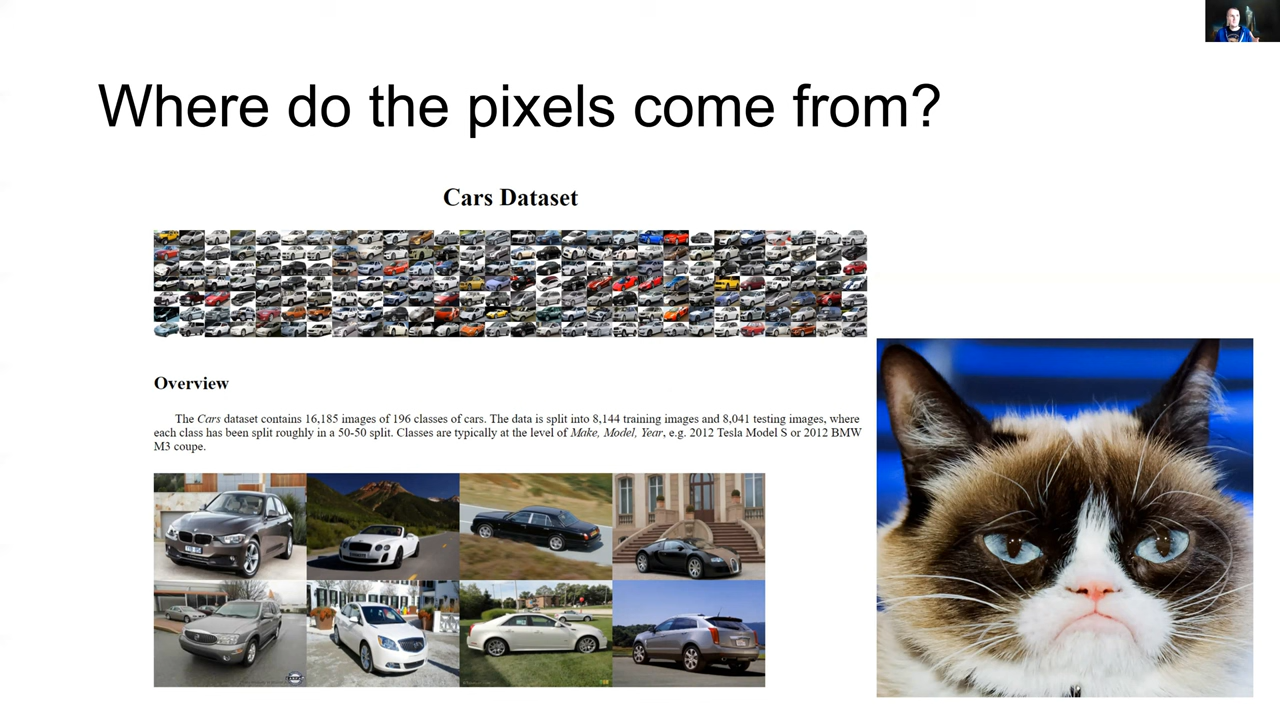 Where do the pixels come from?
Cars Dataset
Overview
The Cars dataset contains 16,185 images of 196 classes of cars. The data is split into 8,144 training images and 8,041 testing images, where
each class has been split roughly in a 50-50 split. Classes are typically at the level of Make, Model, Year, e.g. 2012 Tesla Model S or 2012 BMW
M3 coupe.